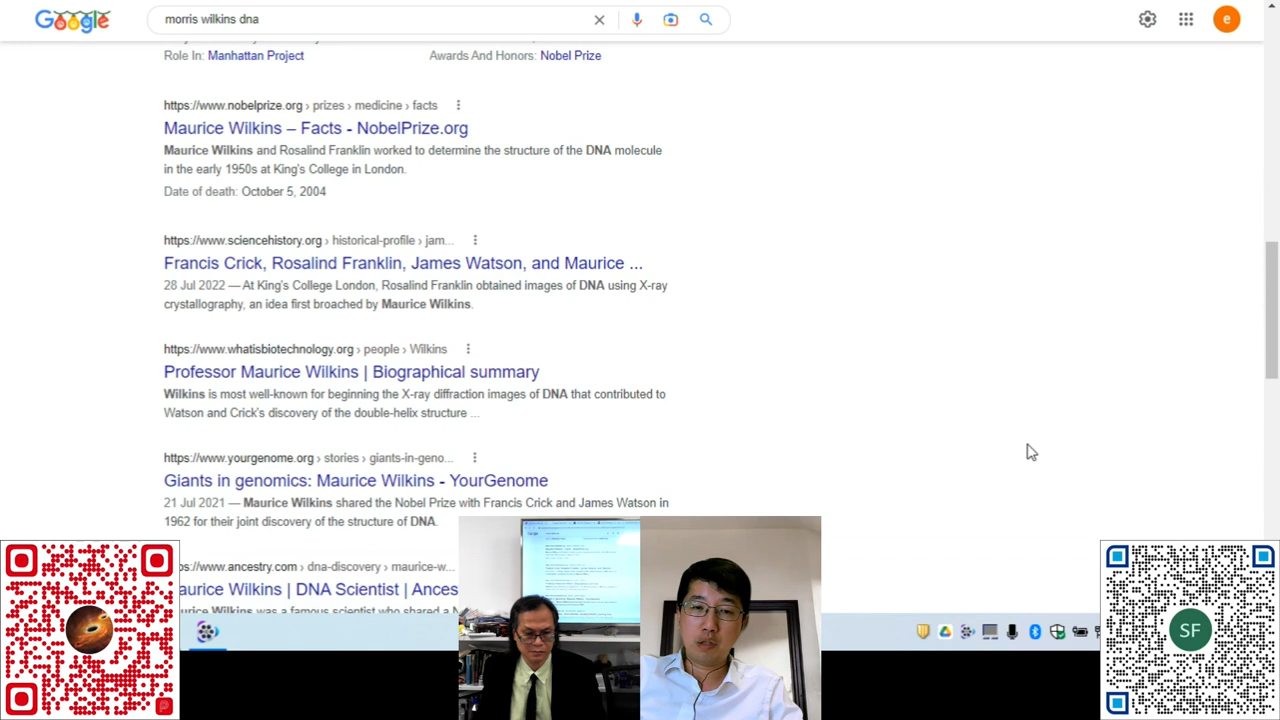 Google
morris wilkins dna
e
Role In: Manhattan Project
Awards And Honors: Nobel Prize
https://www.nobelprize.org › prizes › medicine › facts
Maurice Wilkins – Facts - NobelPrize.org
Maurice Wilkins and Rosalind Franklin worked to determine the structure of the DNA molecule
in the early 1950s at King's College in London.
Date of death: October 5, 2004
https://www.sciencehistory.org › historical-profile › jam...
Francis Crick, Rosalind Franklin, James Watson, and Maurice ...
28 Jul 2022 — At King's College London, Rosalind Franklin obtained images of DNA using X-ray
crystallography, an idea first broached by Maurice Wilkins.
https://www.whatisbiotechnology.org › people › Wilkins
Professor Maurice Wilkins | Biographical summary
Wilkins is most well-known for beginning the X-ray diffraction images of DNA that contributed to
Watson and Crick's discovery of the double-helix structure ...
https://www.yourgenome.org › stories › giants-in-geno...
Giants in genomics: Maurice Wilkins - YourGenome
21 Jul 2021 — Maurice Wilkins shared the Nobel Prize with Francis Crick and James Watson in
1962 for their joint discovery of the structure of DNA.
ps://www.ancestry.com › dna-discovery › maurice-w...
aurice Wilkins | DNA Scientist | Ances
aurice Wilkins was a famous scientist who shared a N
SF